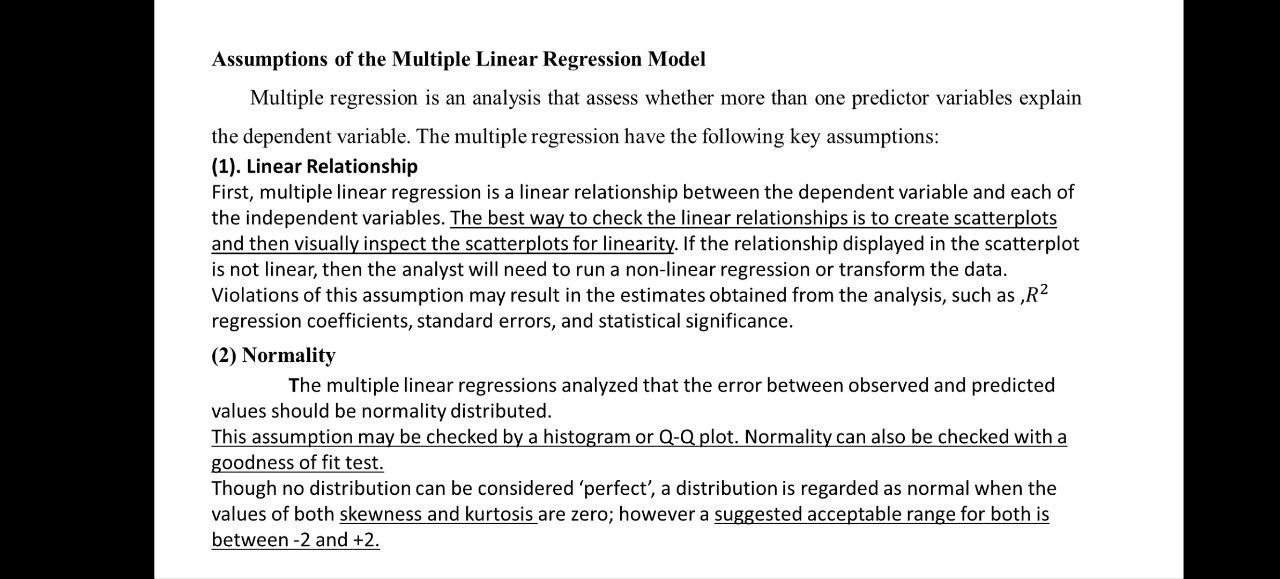 Assumptions of the Multiple Linear Regression Model
Multiple regression is an analysis that assess whether more than one predictor variables explain
the dependent variable. The multiple regression have the following key assumptions:
(1). Linear Relationship
First, multiple linear regression is a linear relationship between the dependent variable and each of
the independent variables. The best way to check the linear relationships is to create scatterplots
and then visually inspect the scatterplots for linearity. If the relationship displayed in the scatterplot
is not linear, then the analyst will need to run a non-linear regression or transform the data.
Violations of this assumption may result in the estimates obtained from the analysis, such as ,R²
regression coefficients, standard errors, and statistical significance.
(2) Normality
The multiple linear regressions analyzed that the error between observed and predicted
values should be normality distributed.
This assumption may be checked by a histogram or Q-Q plot. Normality can also be checked with a
goodness of fit test.
Though no distribution can be considered ‘perfect’, a distribution is regarded as normal when the
values of both skewness and kurtosis are zero; however a suggested acceptable range for both is
between -2 and +2.